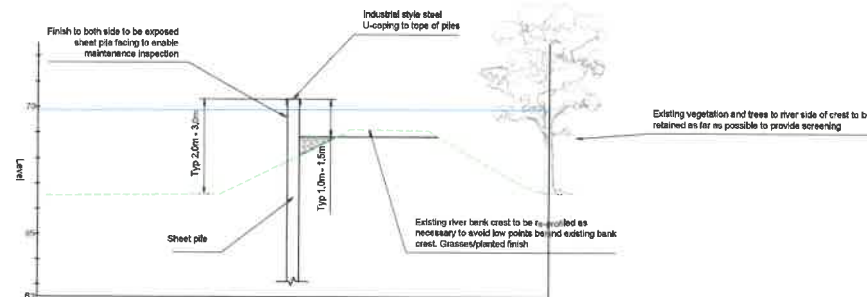 Industrial style steel
U-coping to tope of piles
Finish to both side to be exposed
sheet pile facing to enable
maintenance inspection
70
Existing vegetation and trees to river side of crest to be
retained as far as possible to provide screening
Typ 2.0m - 3.0m
Typ 1.0m - 1.5m
Level
Existing river bank crest to be re-profiled as
necessary to avoid low points behind existing bank
crest. Grasses/planted finish
Sheet pile
65